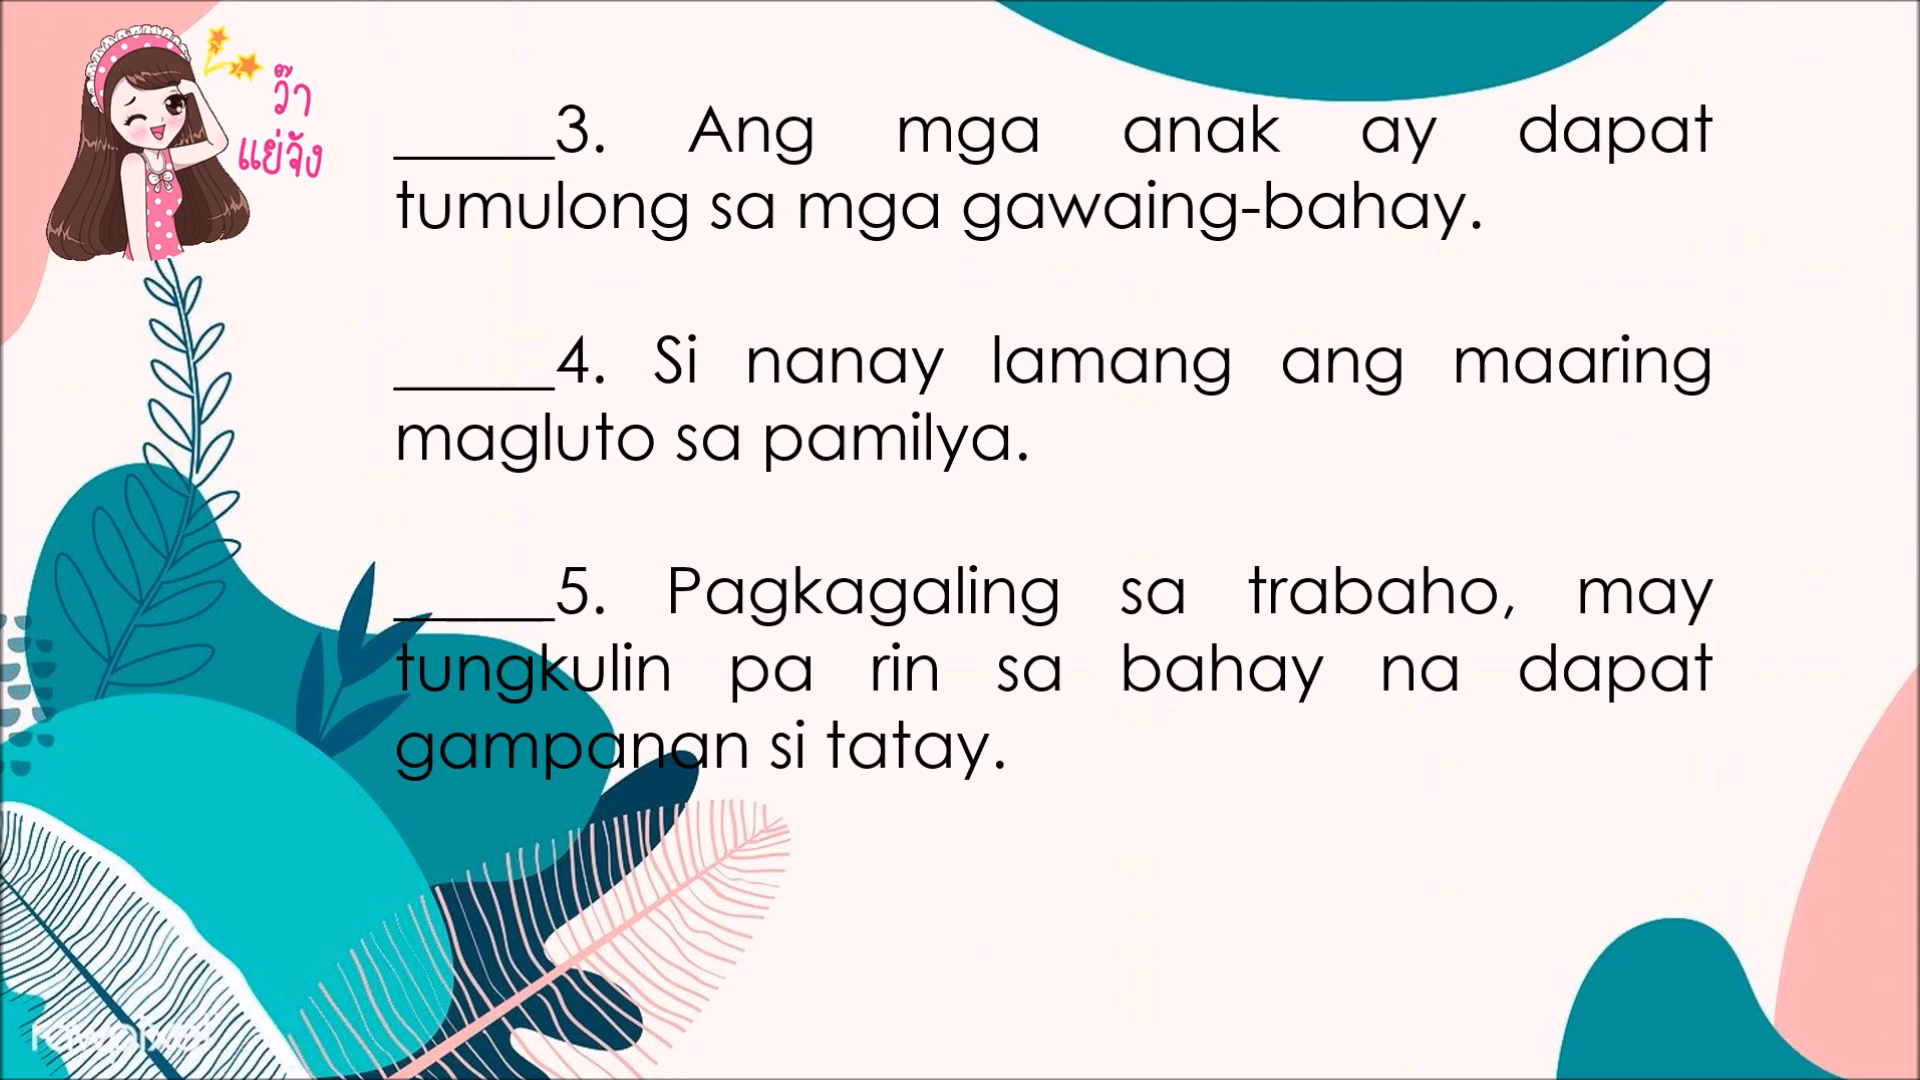 ว๊า
แย่จัง
_____3. Ang mga anak ay dapat
tumulong sa mga gawaing-bahay.
_____4. Si nanay lamang ang maaring
magluto sa pamilya.
_____5. Pagkagaling sa trabaho, may
tungkulin pa rin sa bahay na dapat
gampanan si tatay.
rawpixel